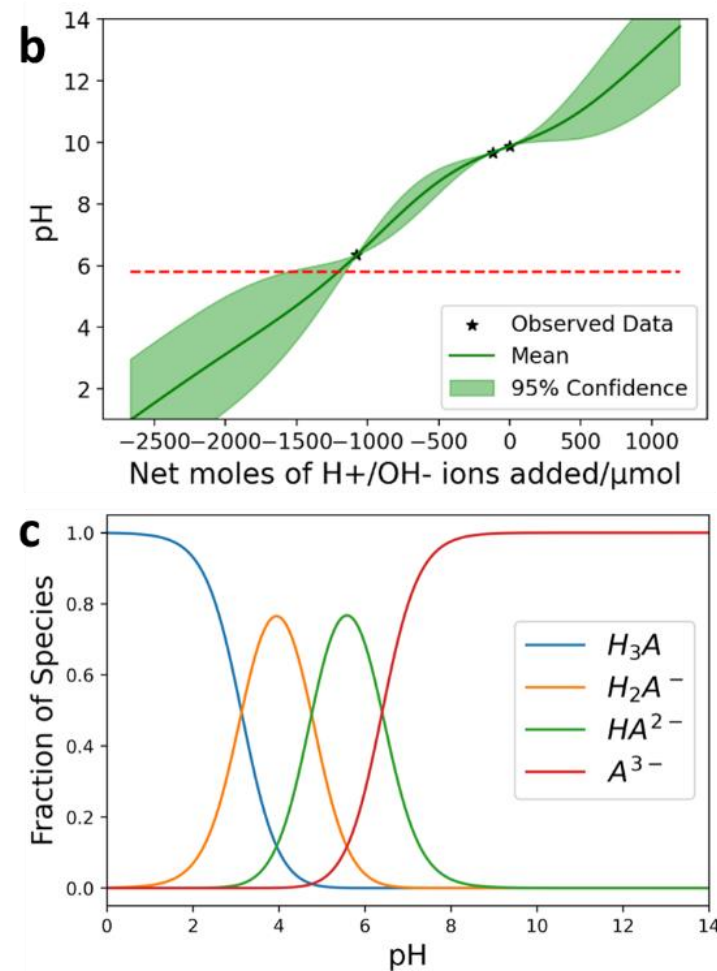 b
14
12
10
8
6
4
2
pH
Observed Data
Mean
95% Confidence
−2500 −2000 −1500 −1000 −500 0 500 1000
Net moles of H+/OH- ions added/μmol
c
1.0
0.8
0.6
0.4
0.2
0.0
Fraction of Species
H₃A
H₂A⁻
HA²⁻
A³⁻
0 2 4 6 8 10 12 14
pH